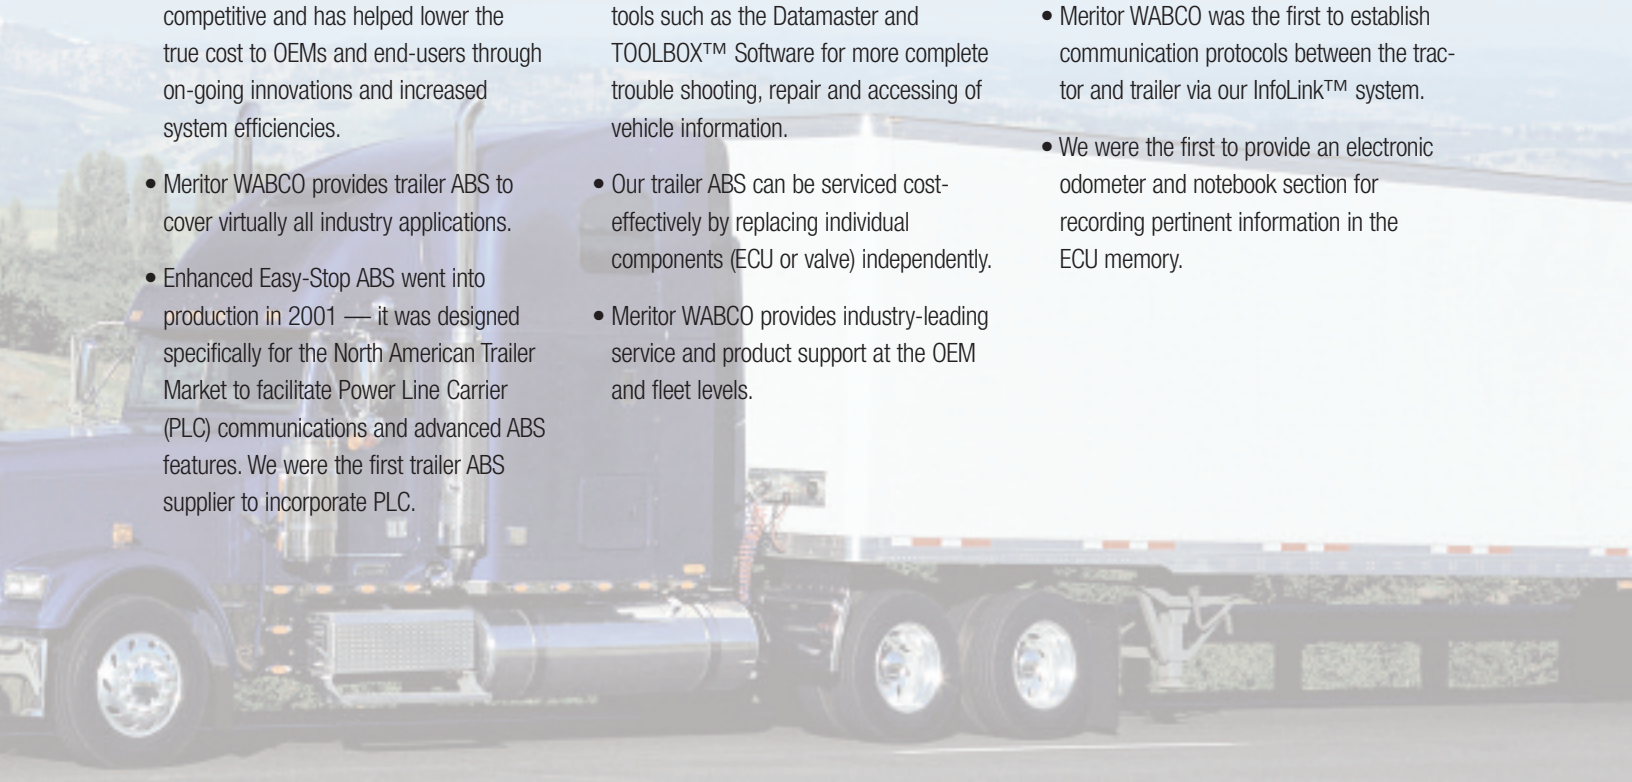 competitive and has helped lower the
true cost to OEMs and end-users through
on-going innovations and increased
system efficiencies.
• Meritor WABCO provides trailer ABS to
cover virtually all industry applications.
• Enhanced Easy-Stop ABS went into
production in 2001 — it was designed
specifically for the North American Trailer
Market to facilitate Power Line Carrier
(PLC) communications and advanced ABS
features. We were the first trailer ABS
supplier to incorporate PLC.
tools such as the Datamaster and
TOOLBOX™ Software for more complete
trouble shooting, repair and accessing of
vehicle information.
• Our trailer ABS can be serviced cost-
effectively by replacing individual
components (ECU or valve) independently.
• Meritor WABCO provides industry-leading
service and product support at the OEM
and fleet levels.
• Meritor WABCO was the first to establish
communication protocols between the trac-
tor and trailer via our InfoLink™ system.
• We were the first to provide an electronic
odometer and notebook section for
recording pertinent information in the
ECU memory.